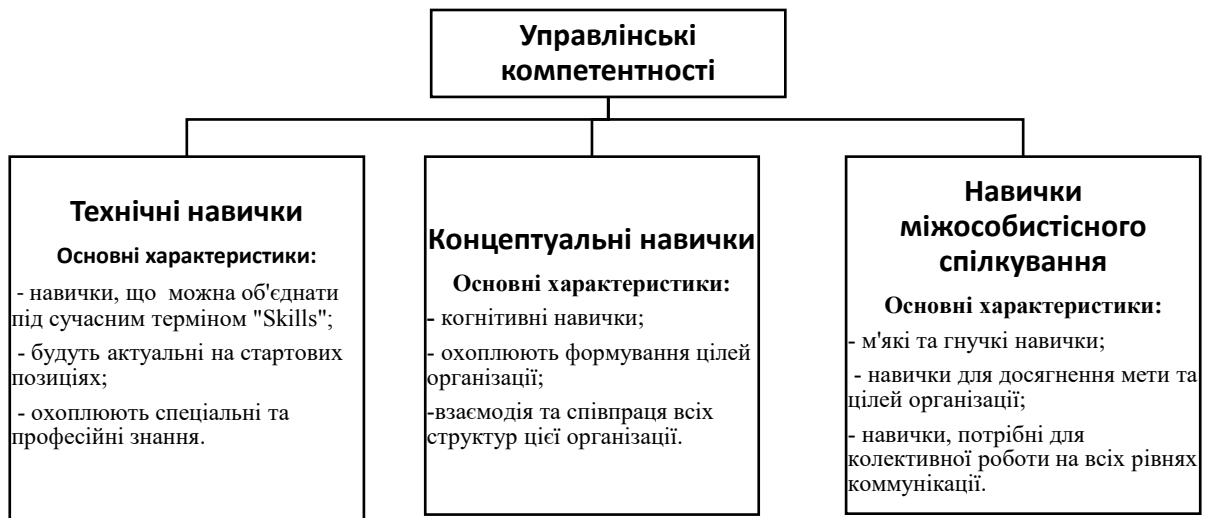 Управлінські
компетентності
Технічні навички
Основні характеристики:
- навички, що можна об'єднати
під сучасним терміном "Skills";
- будуть актуальні на стартових
позиціях;
- охоплюють спеціальні та
професійні знання.
Концептуальні навички
Основні характеристики:
- когнітивні навички;
- охоплюють формування цілей
організації;
-взаємодія та співпраця всіх
структур цієї організації.
Навички
міжособистісного
спілкування
Основні характеристики:
- м'які та гнучкі навички;
- навички для досягнення мети та
цілей організації;
- навички, потрібні для
колективної роботи на всіх рівнях
коммунікації.